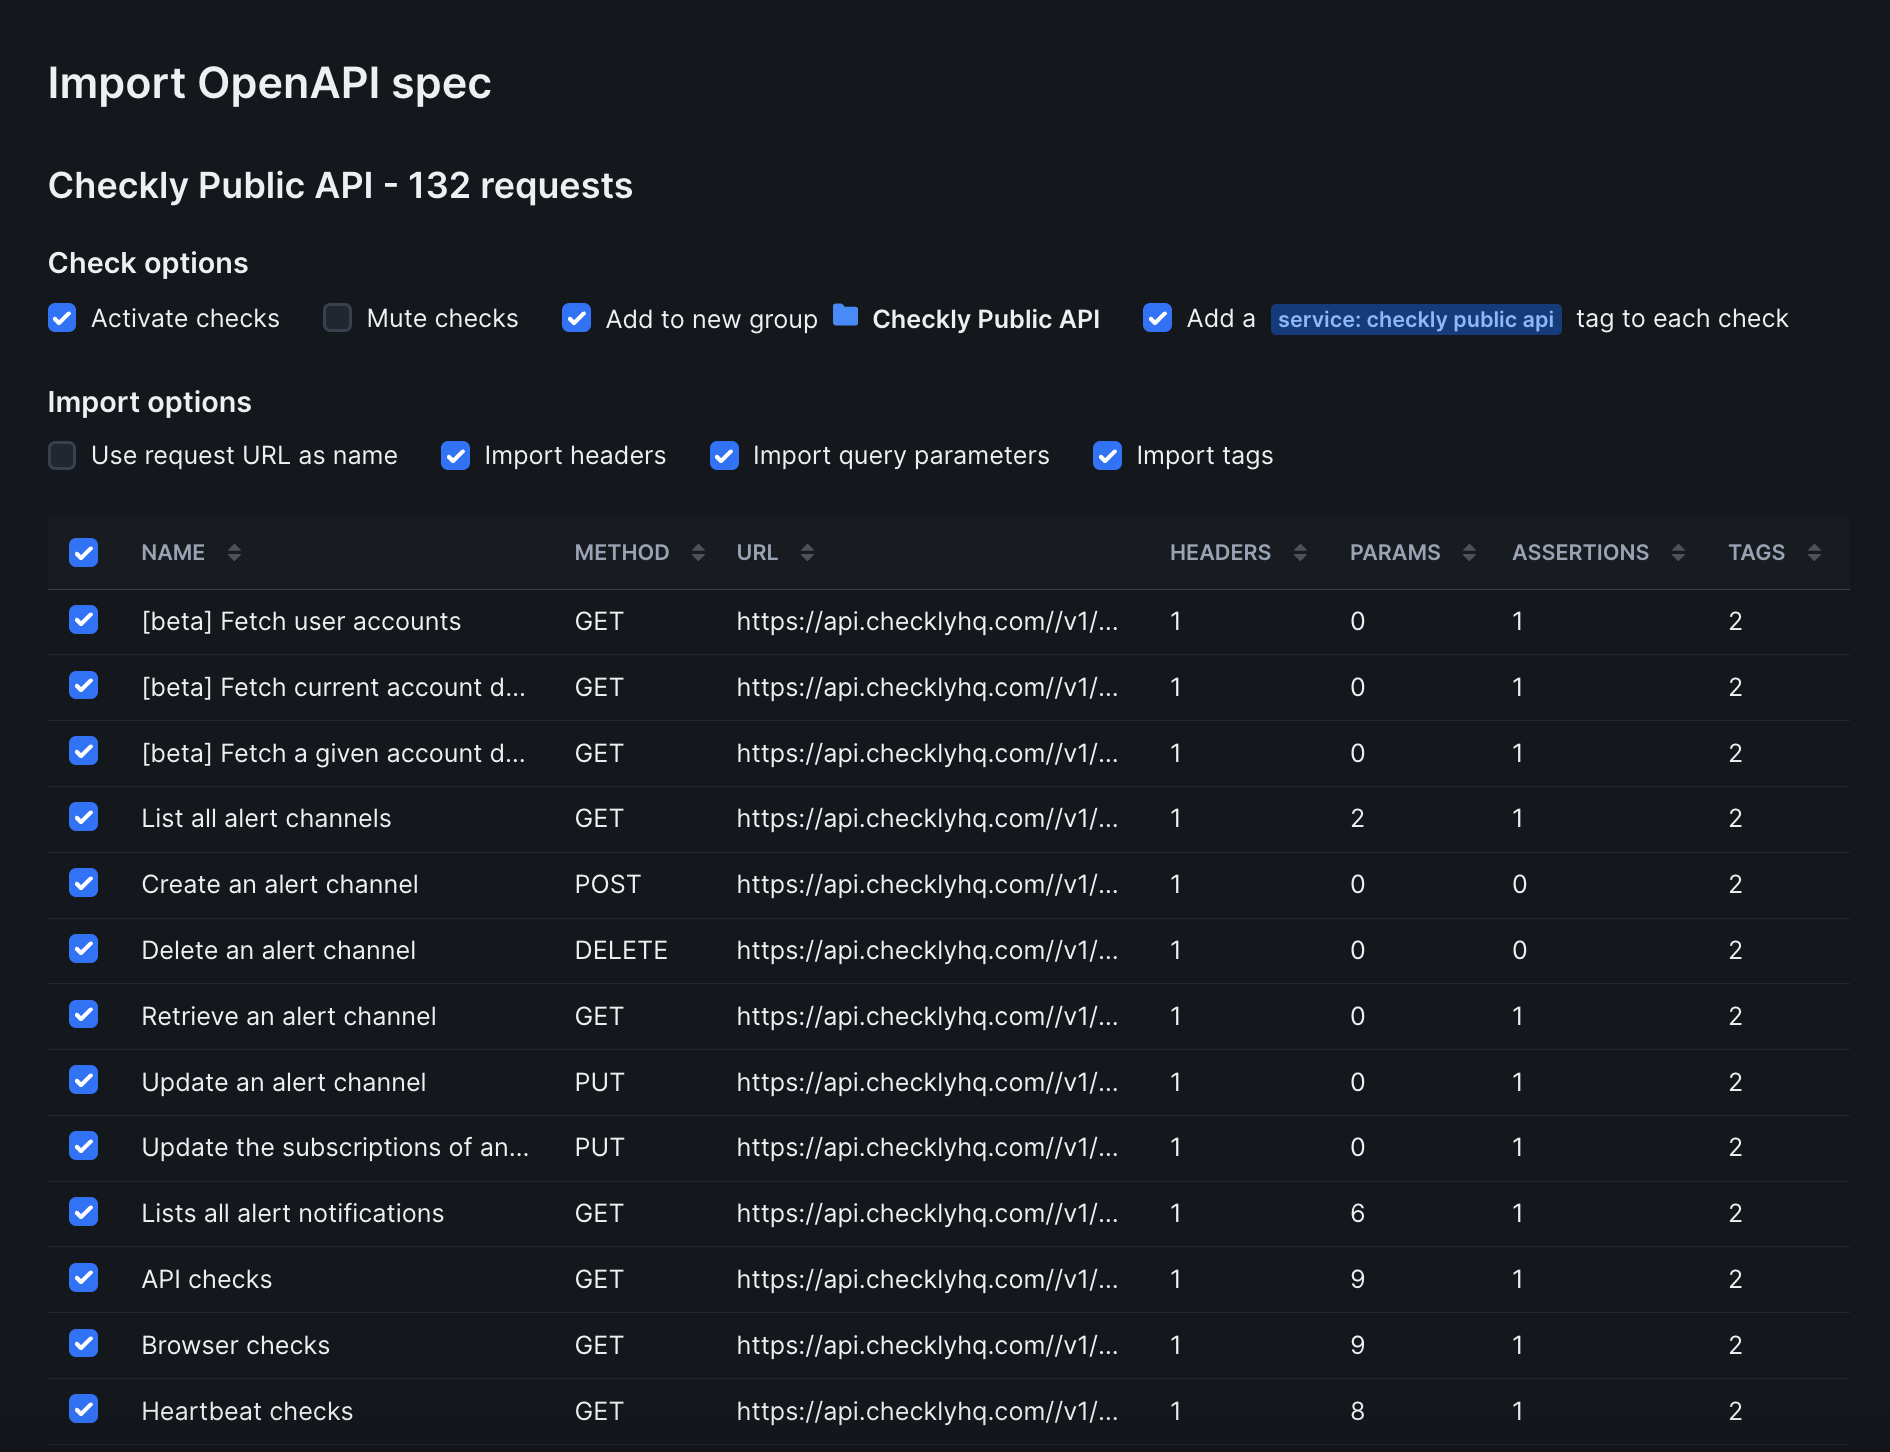 Import OpenAPI spec
Checkly Public API - 132 requests
Check options
Activate checks Mute checks Add to new group Checkly Public API Add a service: checkly public api tag to each check
Import options
Use request URL as name Import headers Import query parameters Import tags
NAME METHOD URL HEADERS PARAMS ASSERTIONS TAGS
[beta] Fetch user accounts GET https://api.checklyhq.com//v1/... 1 0 1 2
[beta] Fetch current account d... GET https://api.checklyhq.com//v1/... 1 0 1 2
[beta] Fetch a given account d... GET https://api.checklyhq.com//v1/... 1 0 1 2
List all alert channels GET https://api.checklyhq.com//v1/... 1 2 1 2
Create an alert channel POST https://api.checklyhq.com//v1/... 1 0 0 2
Delete an alert channel DELETE https://api.checklyhq.com//v1/... 1 0 0 2
Retrieve an alert channel GET https://api.checklyhq.com//v1/... 1 0 1 2
Update an alert channel PUT https://api.checklyhq.com//v1/... 1 0 1 2
Update the subscriptions of an... PUT https://api.checklyhq.com//v1/... 1 0 1 2
Lists all alert notifications GET https://api.checklyhq.com//v1/... 1 6 1 2
API checks GET https://api.checklyhq.com//v1/... 1 9 1 2
Browser checks GET https://api.checklyhq.com//v1/... 1 9 1 2
Heartbeat checks GET https://api.checklyhq.com//v1/... 1 8 1 2